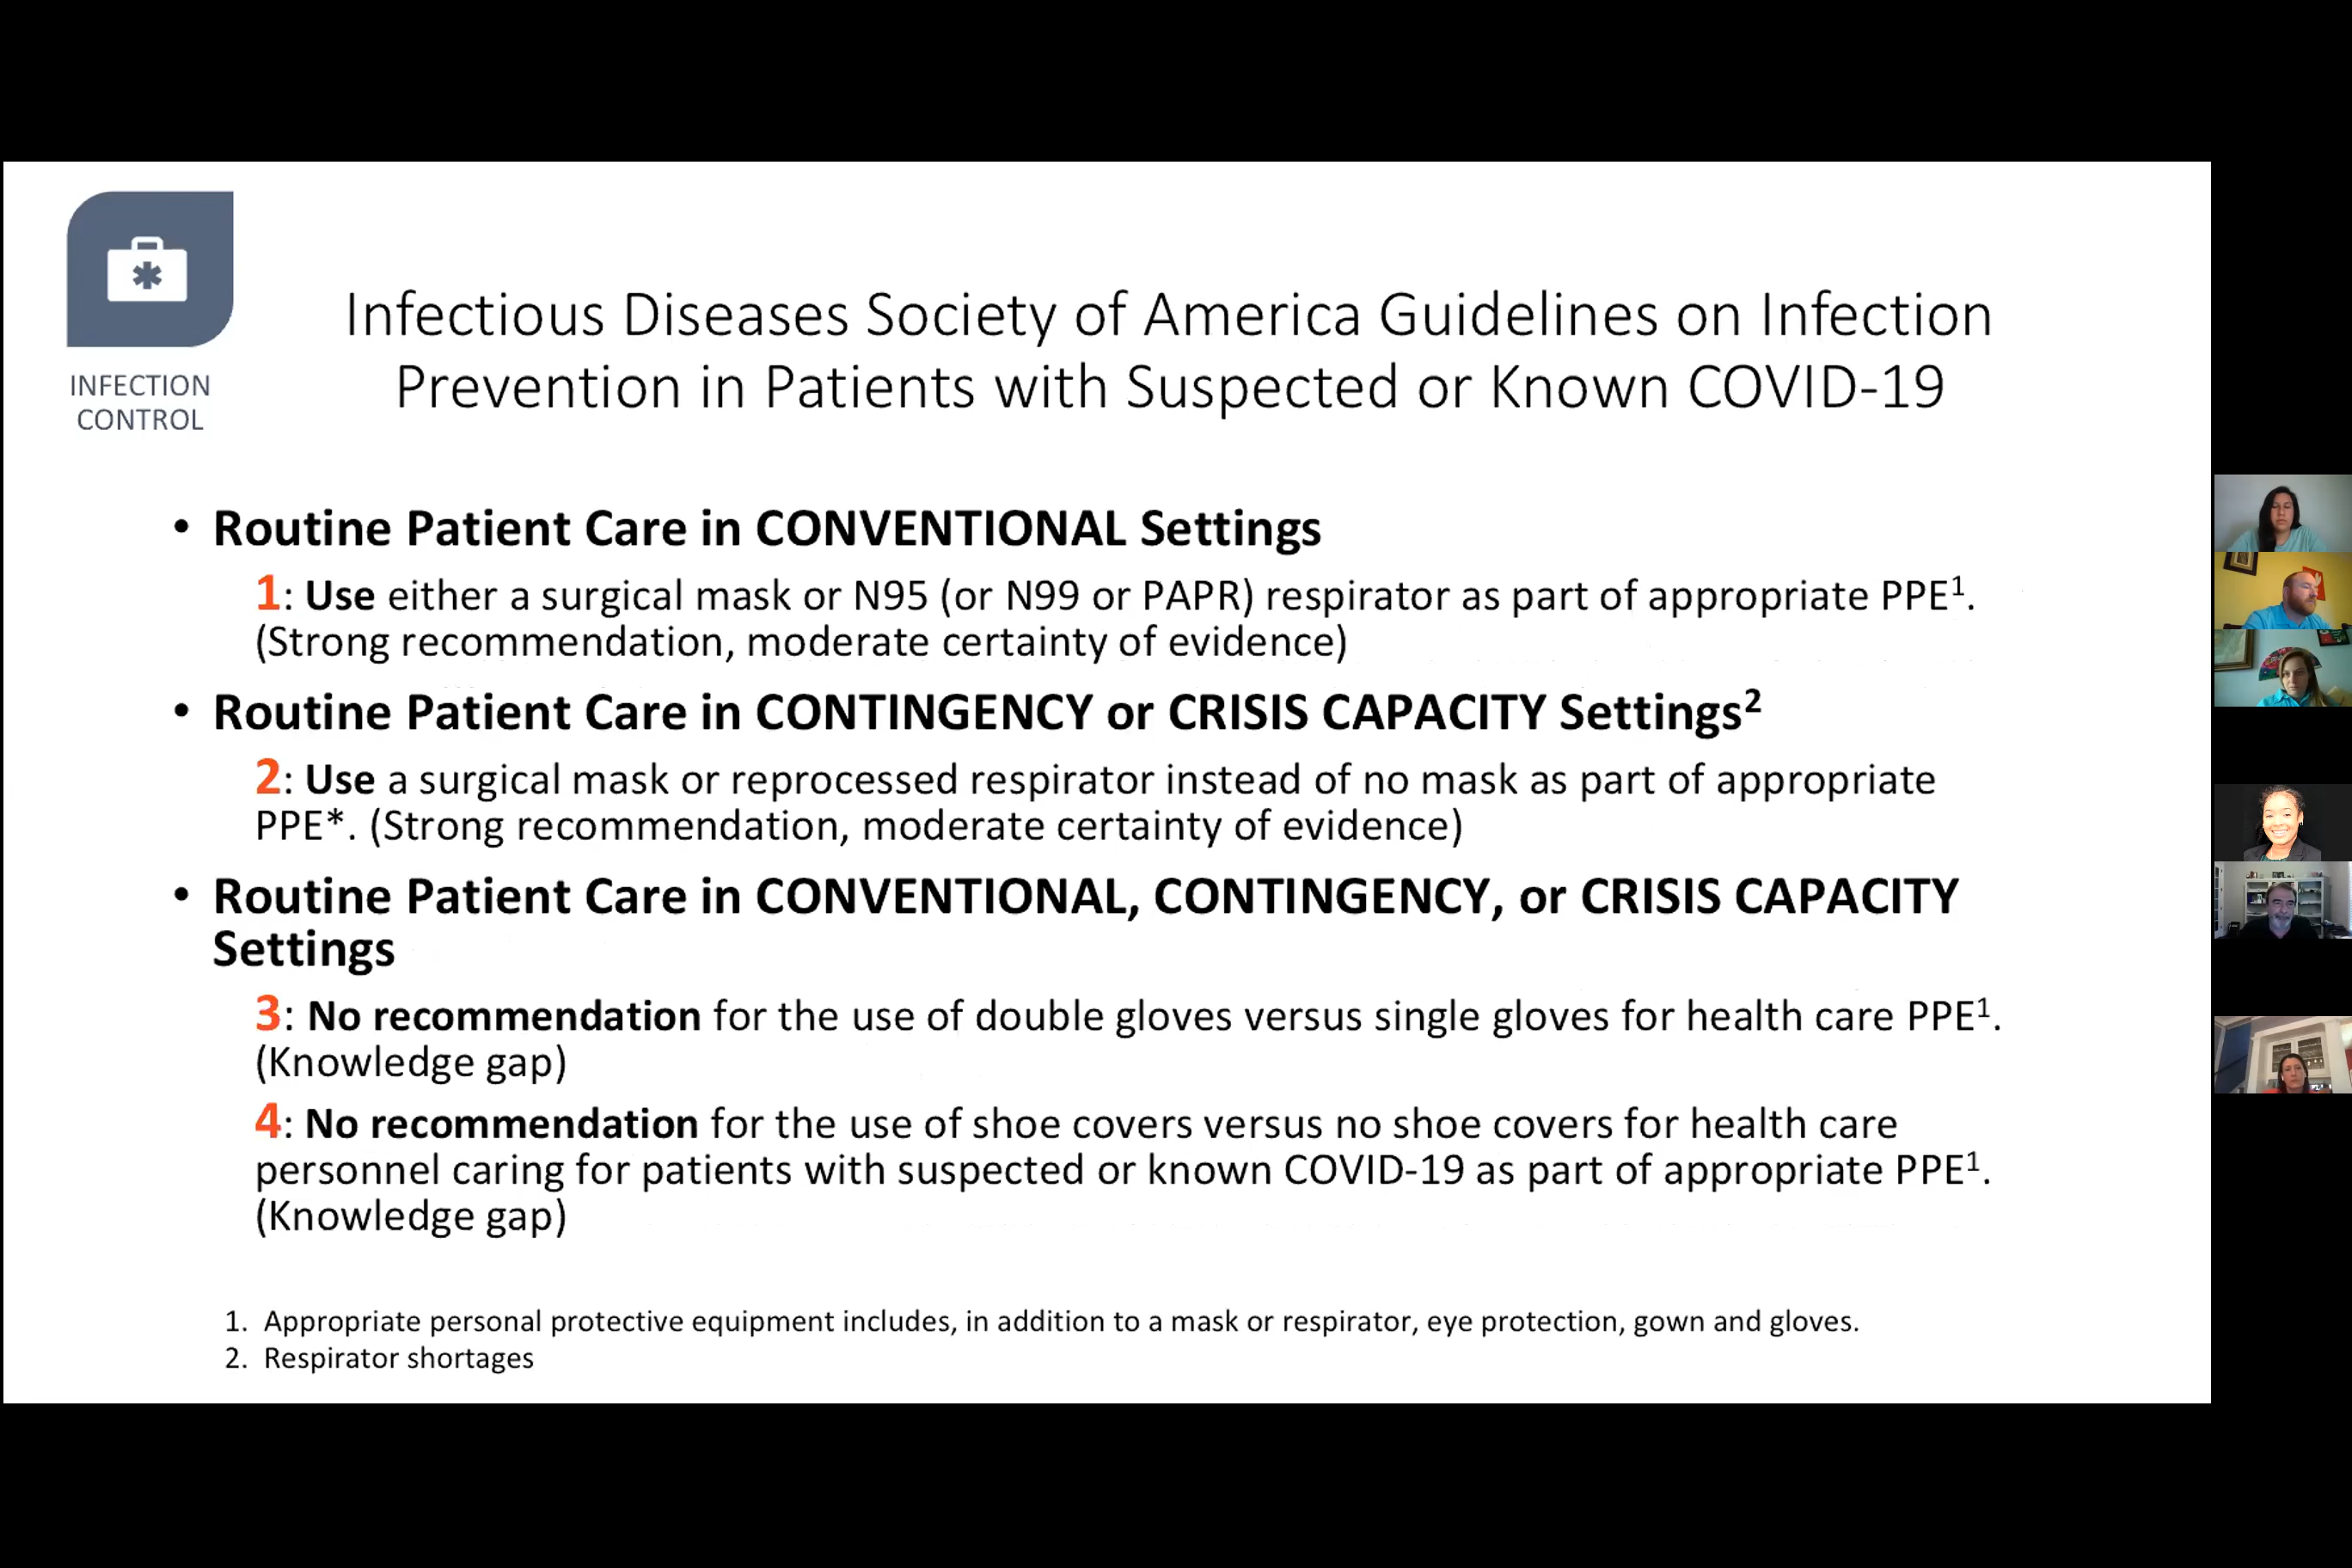 INFECTION
CONTROL
Infectious Diseases Society of America Guidelines on Infection
Prevention in Patients with Suspected or Known COVID-19
• Routine Patient Care in CONVENTIONAL Settings
1: Use either a surgical mask or N95 (or N99 or PAPR) respirator as part of appropriate PPE¹.
(Strong recommendation, moderate certainty of evidence)
• Routine Patient Care in CONTINGENCY or CRISIS CAPACITY Settings²
2: Use a surgical mask or reprocessed respirator instead of no mask as part of appropriate
PPE*. (Strong recommendation, moderate certainty of evidence)
• Routine Patient Care in CONVENTIONAL, CONTINGENCY, or CRISIS CAPACITY
Settings
3: No recommendation for the use of double gloves versus single gloves for health care PPE¹.
(Knowledge gap)
4: No recommendation for the use of shoe covers versus no shoe covers for health care
personnel caring for patients with suspected or known COVID-19 as part of appropriate PPE¹.
(Knowledge gap)
1. Appropriate personal protective equipment includes, in addition to a mask or respirator, eye protection, gown and gloves.
2. Respirator shortages